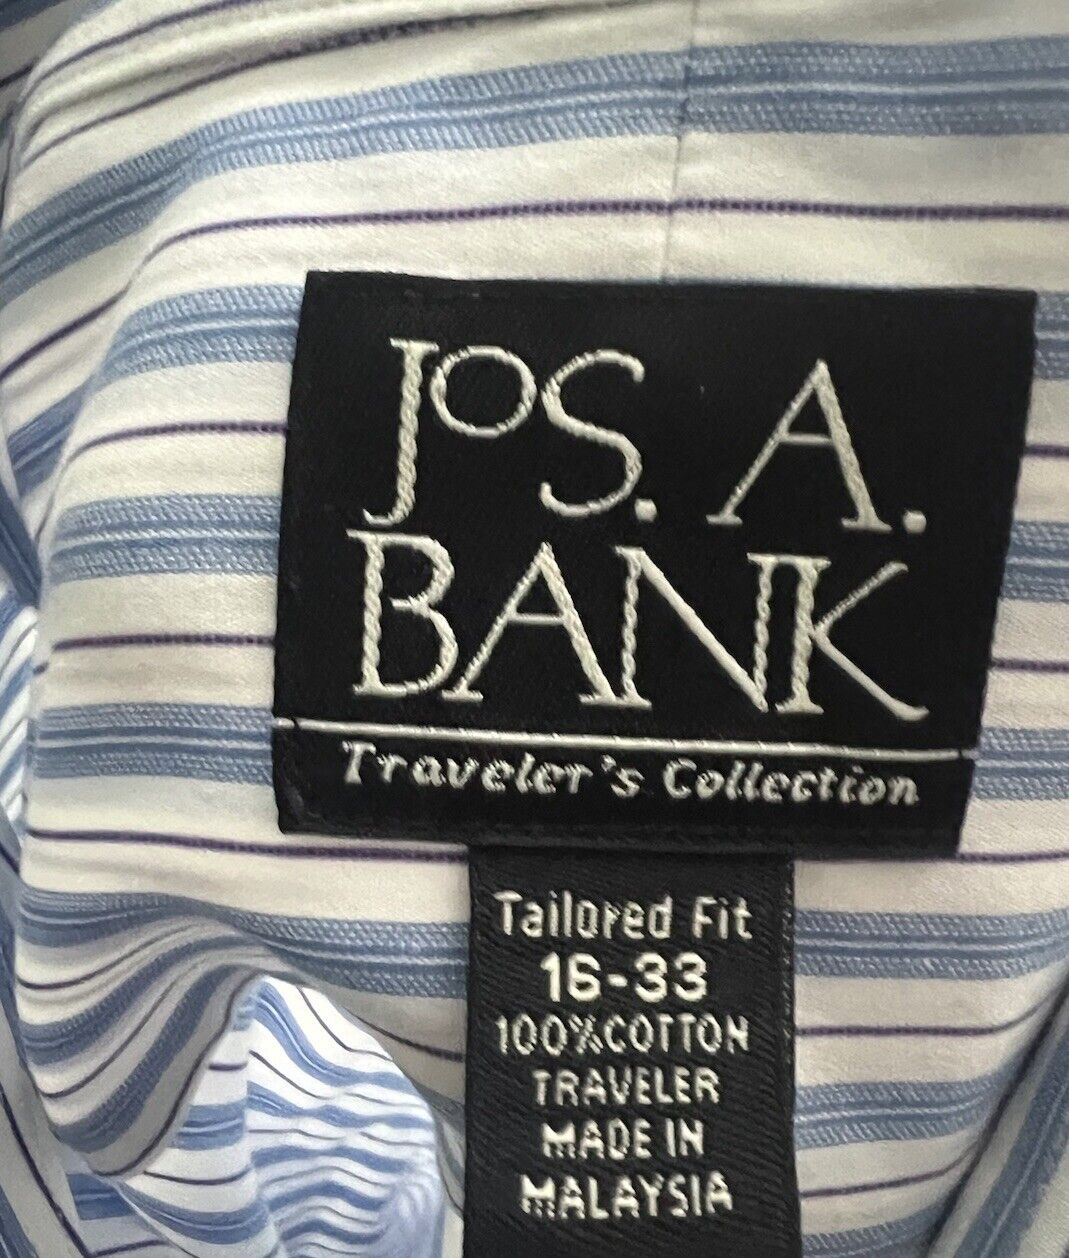 JOS. A.
BANK
Traveler's Collection
Tailored Fit
16-33
100%COTTON
TRAVELER
MADE IN
MALAYSIA